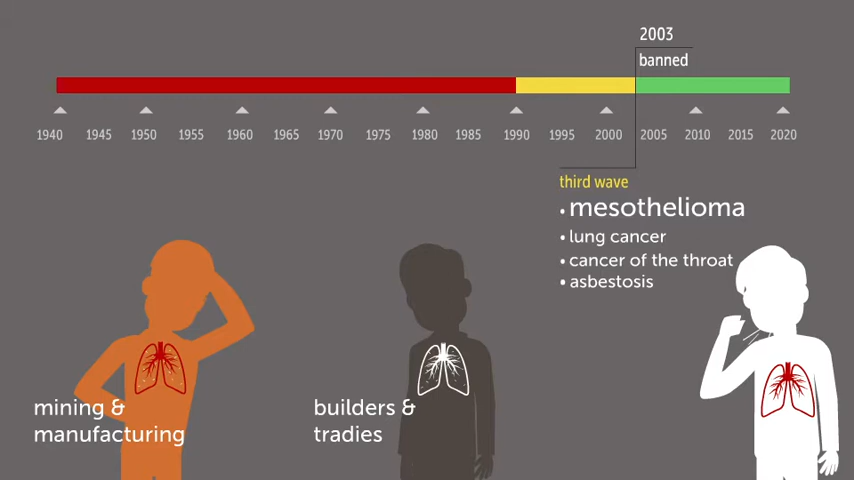 2003
banned
1940 1945 1950 1955 1960 1965 1970 1975 1980 1985 1990 1995 2000 2005 2010 2015 2020
third wave
• mesothelioma
• lung cancer
• cancer of the throat
• asbestosis
mining &
manufacturing
builders &
tradies